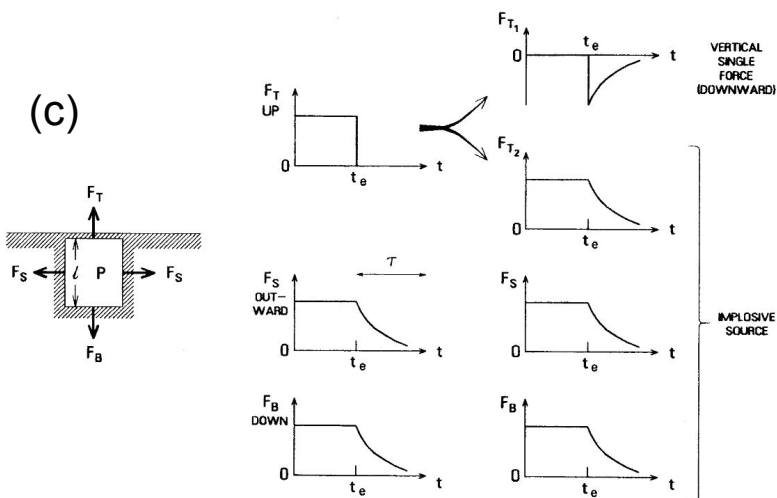 (c)
F_T
F_S
l
P
F_S
F_B
F_T
UP
0
t_e
t
F_T1
0
t_e
t
VERTICAL
SINGLE
FORCE
(DOWNWARD)
F_T2
0
t_e
t
F_S
OUT-
WARD
0
τ
t_e
t
F_S
0
t_e
t
IMPLOSIVE
SOURCE
F_B
DOWN
0
t_e
t
F_B
0
t_e
t